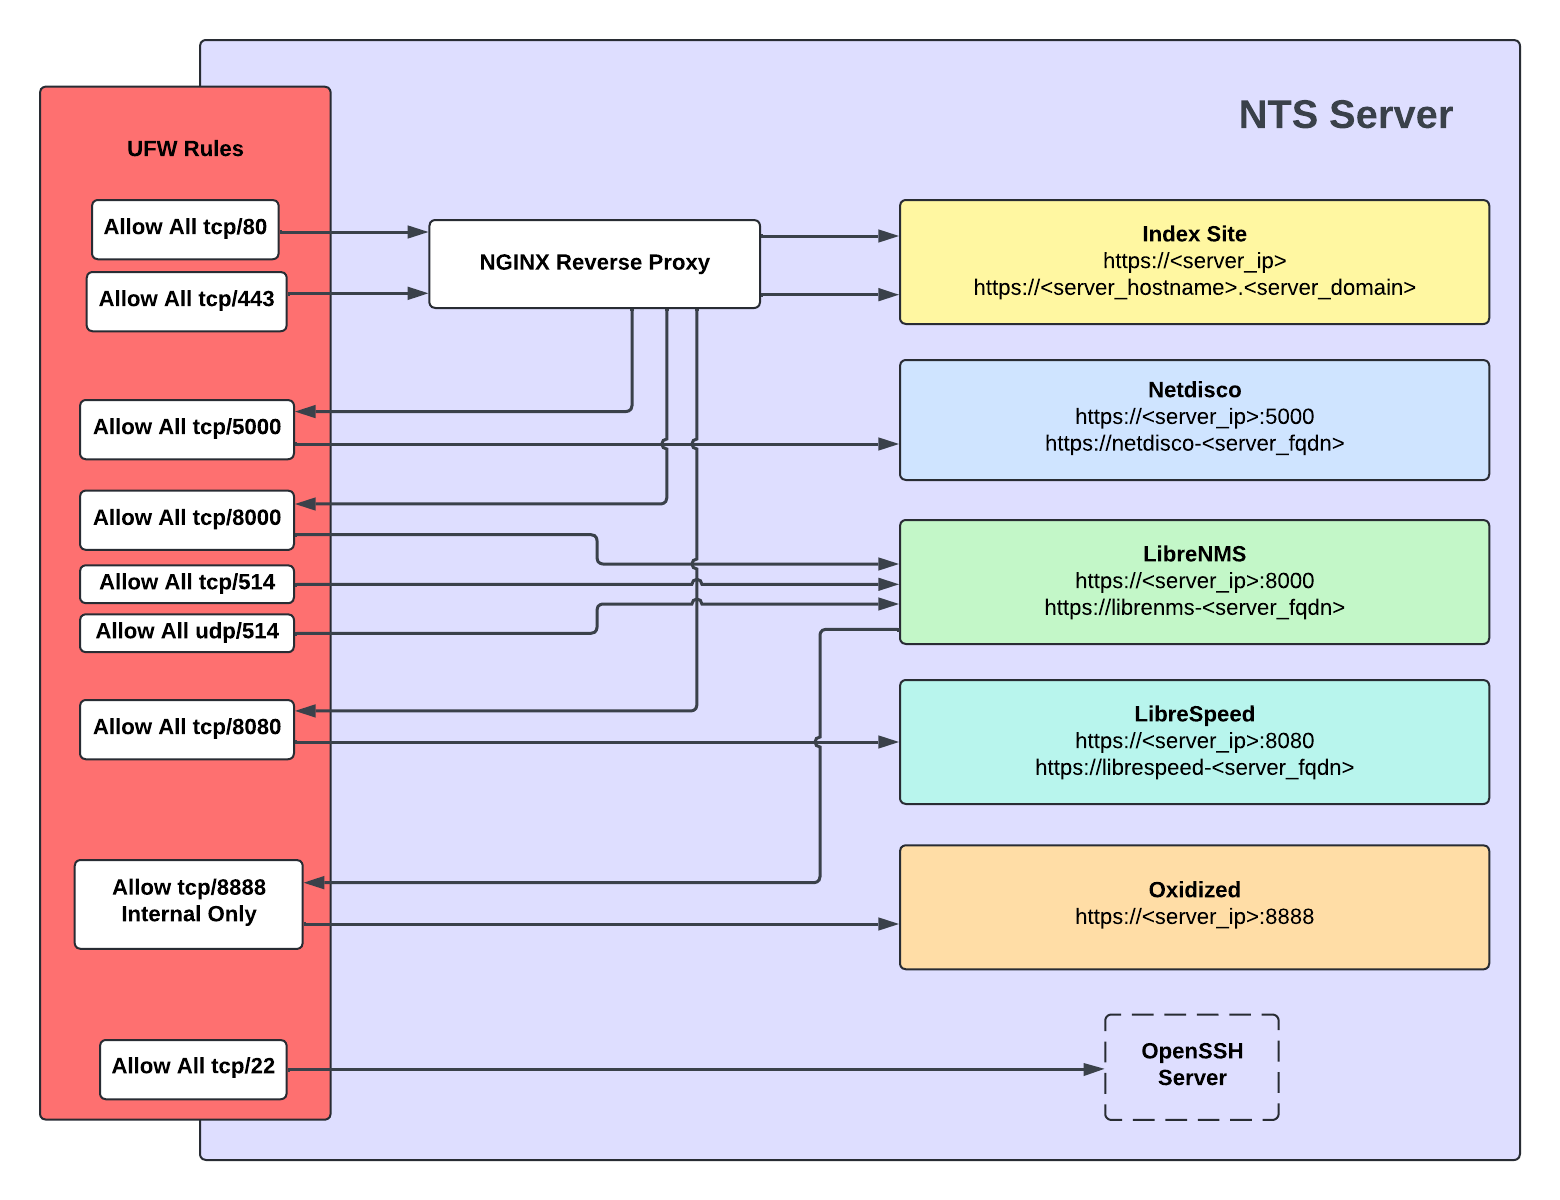 NTS Server
UFW Rules
Allow All tcp/80
Allow All tcp/443
Allow All tcp/5000
Allow All tcp/8000
Allow All tcp/514
Allow All udp/514
Allow All tcp/8080
Allow tcp/8888
Internal Only
Allow All tcp/22
NGINX Reverse Proxy
Index Site
https://<server_ip>
https://<server_hostname>.<server_domain>
Netdisco
https://<server_ip>:5000
https://netdisco-<server_fqdn>
LibreNMS
https://<server_ip>:8000
https://librenms-<server_fqdn>
LibreSpeed
https://<server_ip>:8080
https://librespeed-<server_fqdn>
Oxidized
https://<server_ip>:8888
OpenSSH
Server